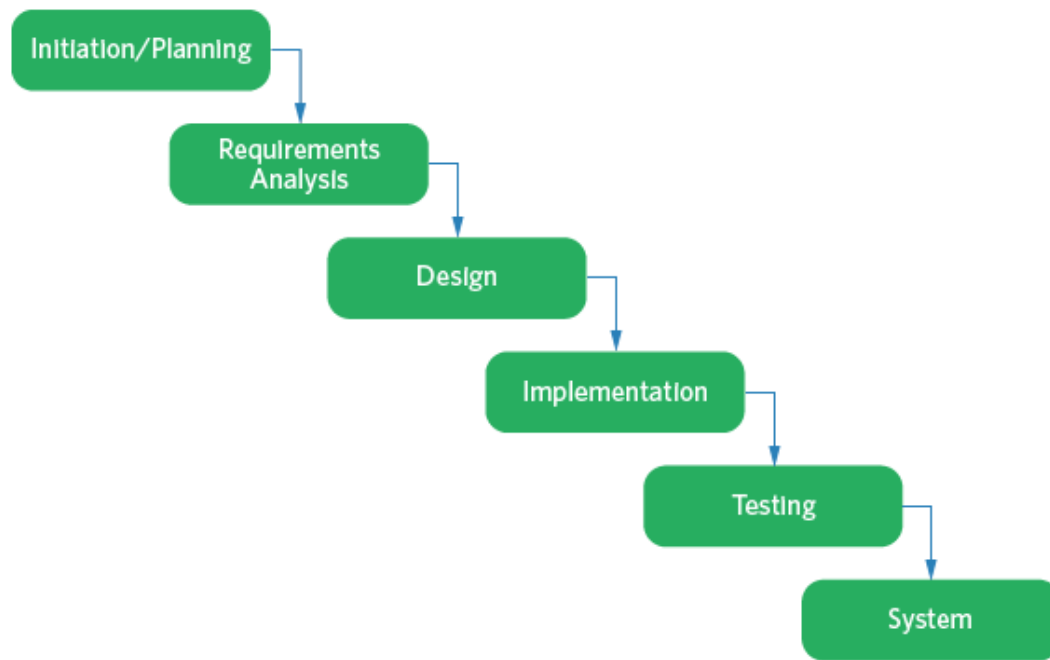 Initiation/Planning
Requirements
Analysis
Design
Implementation
Testing
System